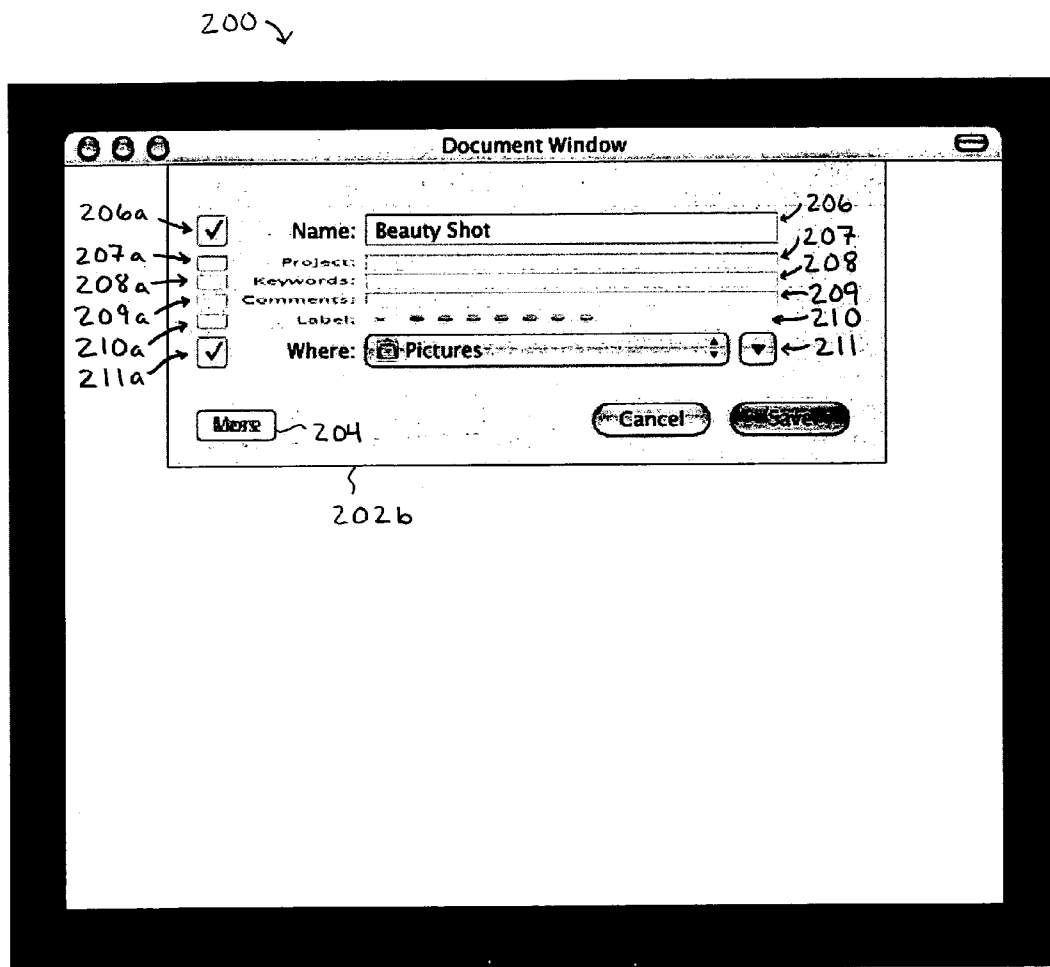 200
Document Window
206a Name: Beauty Shot 206
207a Project: 207
208a Keywords: 208
209a Comments: 209
210a Label: 210
211a Where: Pictures 211
204 Cancel Save
202b